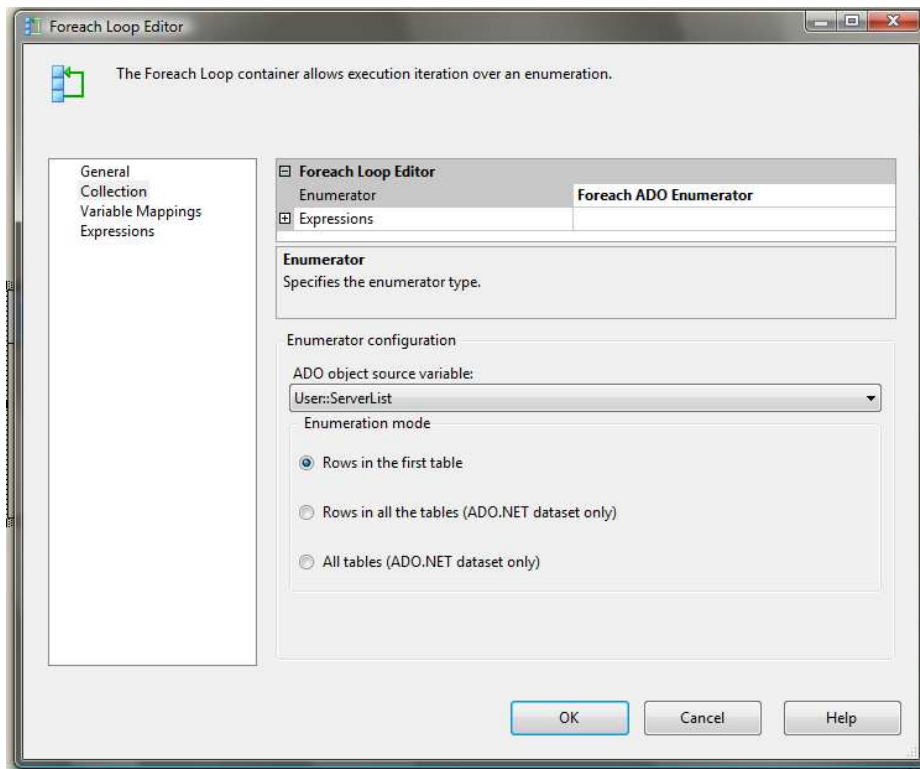 Foreach Loop Editor
The Foreach Loop container allows execution iteration over an enumeration.
General
Collection
Variable Mappings
Expressions
Foreach Loop Editor
Enumerator Foreach ADO Enumerator
Expressions
Enumerator
Specifies the enumerator type.
Enumerator configuration
ADO object source variable:
User::ServerList
Enumeration mode
Rows in the first table
Rows in all the tables (ADO.NET dataset only)
All tables (ADO.NET dataset only)
OK Cancel Help